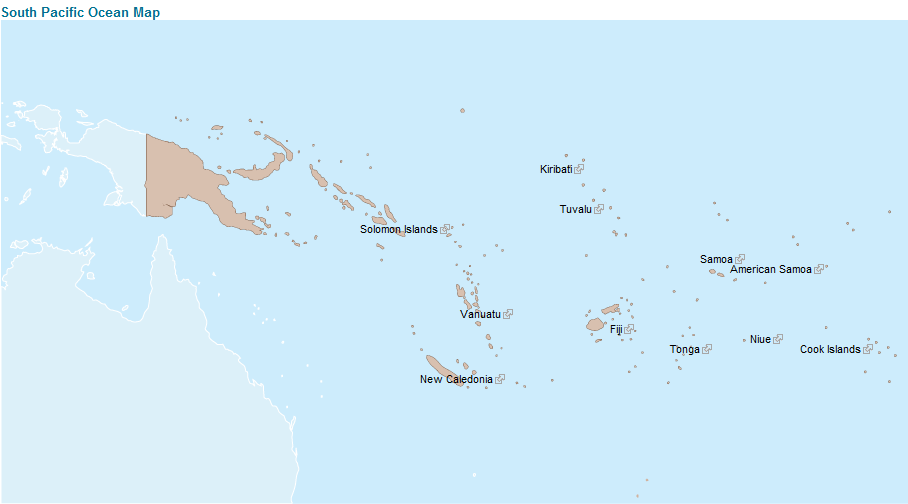 South Pacific Ocean Map
Kiribati
Tuvalu
Solomon Islands
Samoa
American Samoa
Vanuatu
Fiji
Niue
Tonga
Cook Islands
New Caledonia